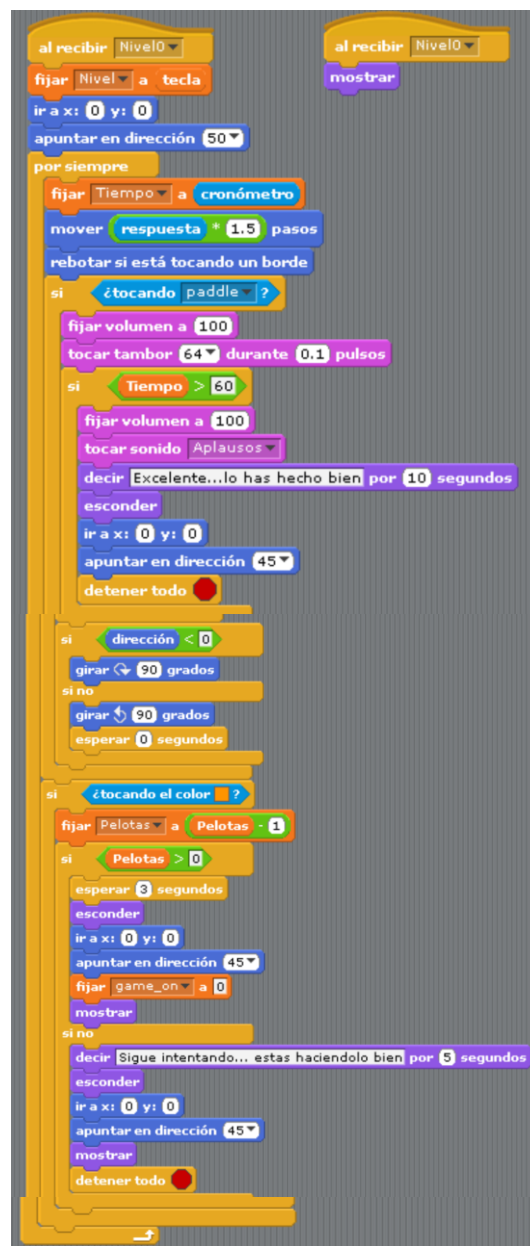 al recibir Nivel0
fijar Nivel a tecla
ir a x: 0 y: 0
apuntar en dirección 50
por siempre
fijar Tiempo a cronómetro
mover respuesta * 1.5 pasos
rebotar si está tocando un borde
si ¿tocando paddle ?
fijar volumen a 100
tocar tambor 64 durante 0.1 pulsos
si Tiempo > 60
fijar volumen a 100
tocar sonido Aplausos
decir Excelente...lo has hecho bien por 10 segundos
esconder
ir a x: 0 y: 0
apuntar en dirección 45
detener todo
si dirección < 0
girar 90 grados
si no
girar 90 grados
esperar 0 segundos
si ¿tocando el color ?
fijar Pelotas a Pelotas - 1
si Pelotas > 0
esperar 3 segundos
esconder
ir a x: 0 y: 0
apuntar en dirección 45
fijar game_on a 0
mostrar
si no
decir Sigue intentando... estas haciendolo bien por 5 segundos
esconder
ir a x: 0 y: 0
apuntar en dirección 45
mostrar
detener todo
al recibir Nivel0
mostrar